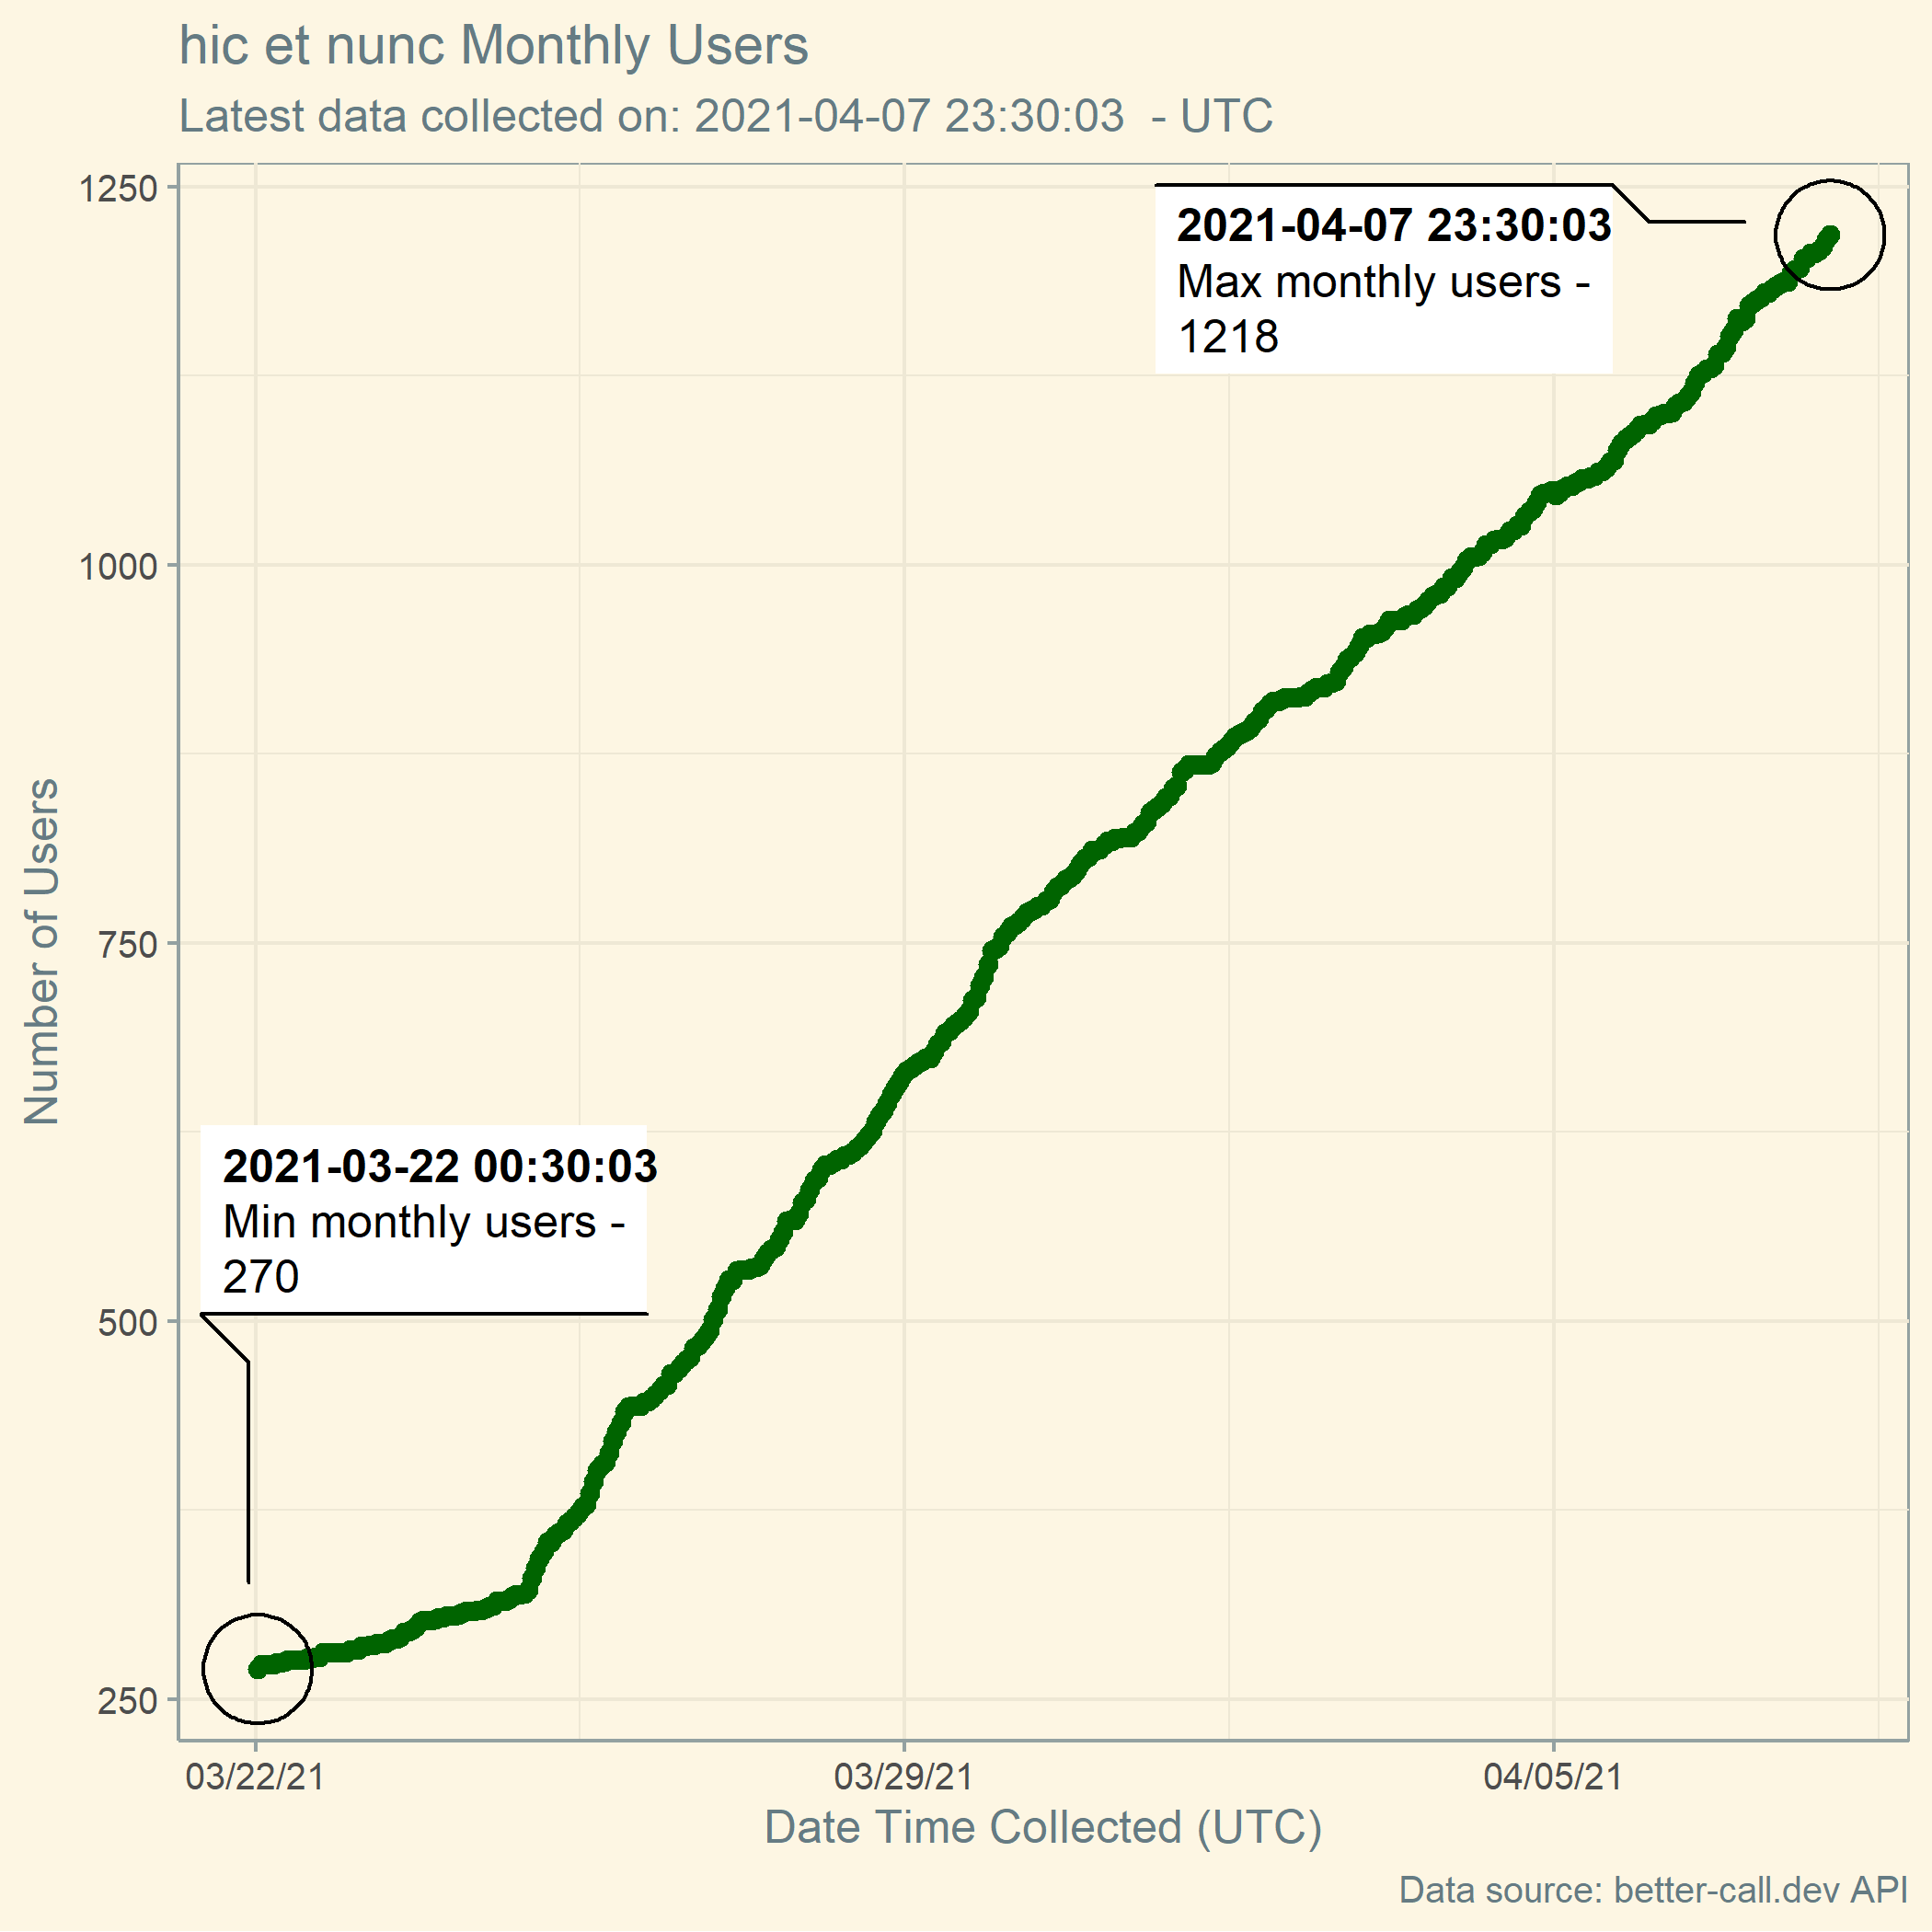 hic et nunc Monthly Users
Latest data collected on: 2021-04-07 23:30:03  - UTC
1250
2021-04-07 23:30:03
Max monthly users -
1218
1000
750
Number of Users
2021-03-22 00:30:03
Min monthly users -
270
500
250
03/22/21
03/29/21
04/05/21
Date Time Collected (UTC)
Data source: better-call.dev API